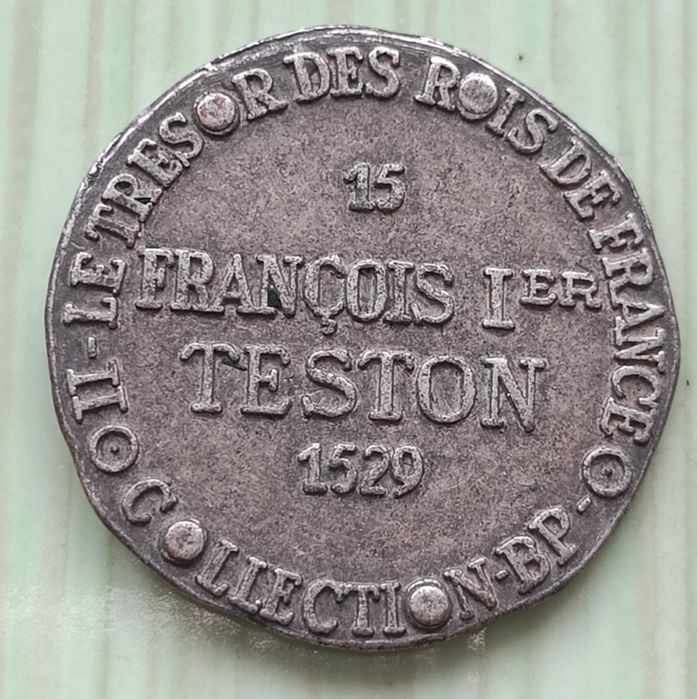 II-LE TRESOR DES ROIS DE FRANCE
15
FRANÇOIS IER
TESTON
1529
COLLECTION-BP-